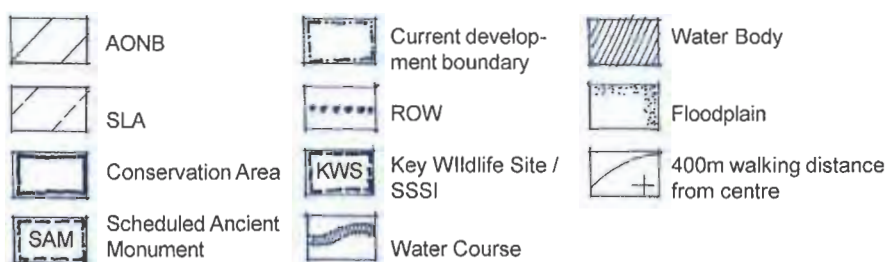 AONB
SLA
Conservation Area
SAM
Scheduled Ancient
Monument
Current develop-
ment boundary
ROW
KWS
Key WIldlife Site /
SSSI
Water Course
Water Body
Floodplain
400m walking distance
from centre